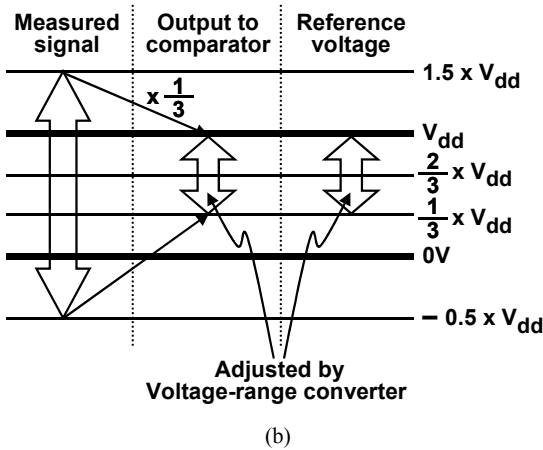 Measured signal
Output to comparator
Reference voltage
x 1/3
1.5 x Vdd
Vdd
2/3 x Vdd
1/3 x Vdd
0V
– 0.5 x Vdd
Adjusted by
Voltage-range converter
(b)